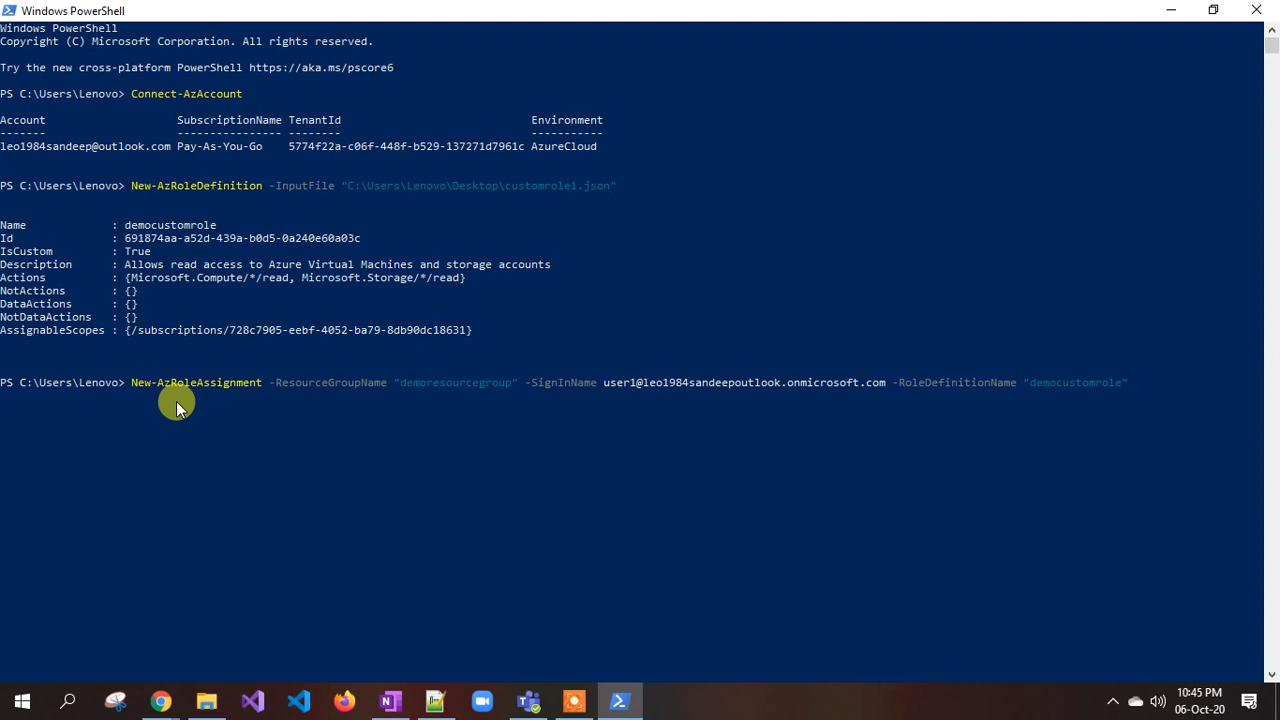 Windows PowerShell
Windows PowerShell
Copyright (C) Microsoft Corporation. All rights reserved.
Try the new cross-platform PowerShell https://aka.ms/pscore6
PS C:\Users\Lenovo> Connect-AzAccount
Account SubscriptionName TenantId Environment
------- ---------------- -------- -----------
leo1984sandeep@outlook.com Pay-As-You-Go 5774f22a-c06f-448f-b529-137271d7961c AzureCloud
PS C:\Users\Lenovo> New-AzRoleDefinition -InputFile "C:\Users\Lenovo\Desktop\customrole1.json"
Name : democustomrole
Id : 691874aa-a52d-439a-b0d5-0a240e60a03c
IsCustom : True
Description : Allows read access to Azure Virtual Machines and storage accounts
Actions : {Microsoft.Compute/*/read, Microsoft.Storage/*/read}
NotActions : {}
DataActions : {}
NotDataActions : {}
AssignableScopes : {/subscriptions/728c7905-eebf-4052-ba79-8db90dc18631}
PS C:\Users\Lenovo> New-AzRoleAssignment -ResourceGroupName "demoresourcegroup" -SignInName user1@leo1984sandeepoutlook.onmicrosoft.com -RoleDefinitionName "democustomrole"
10:45 PM
06-Oct-20